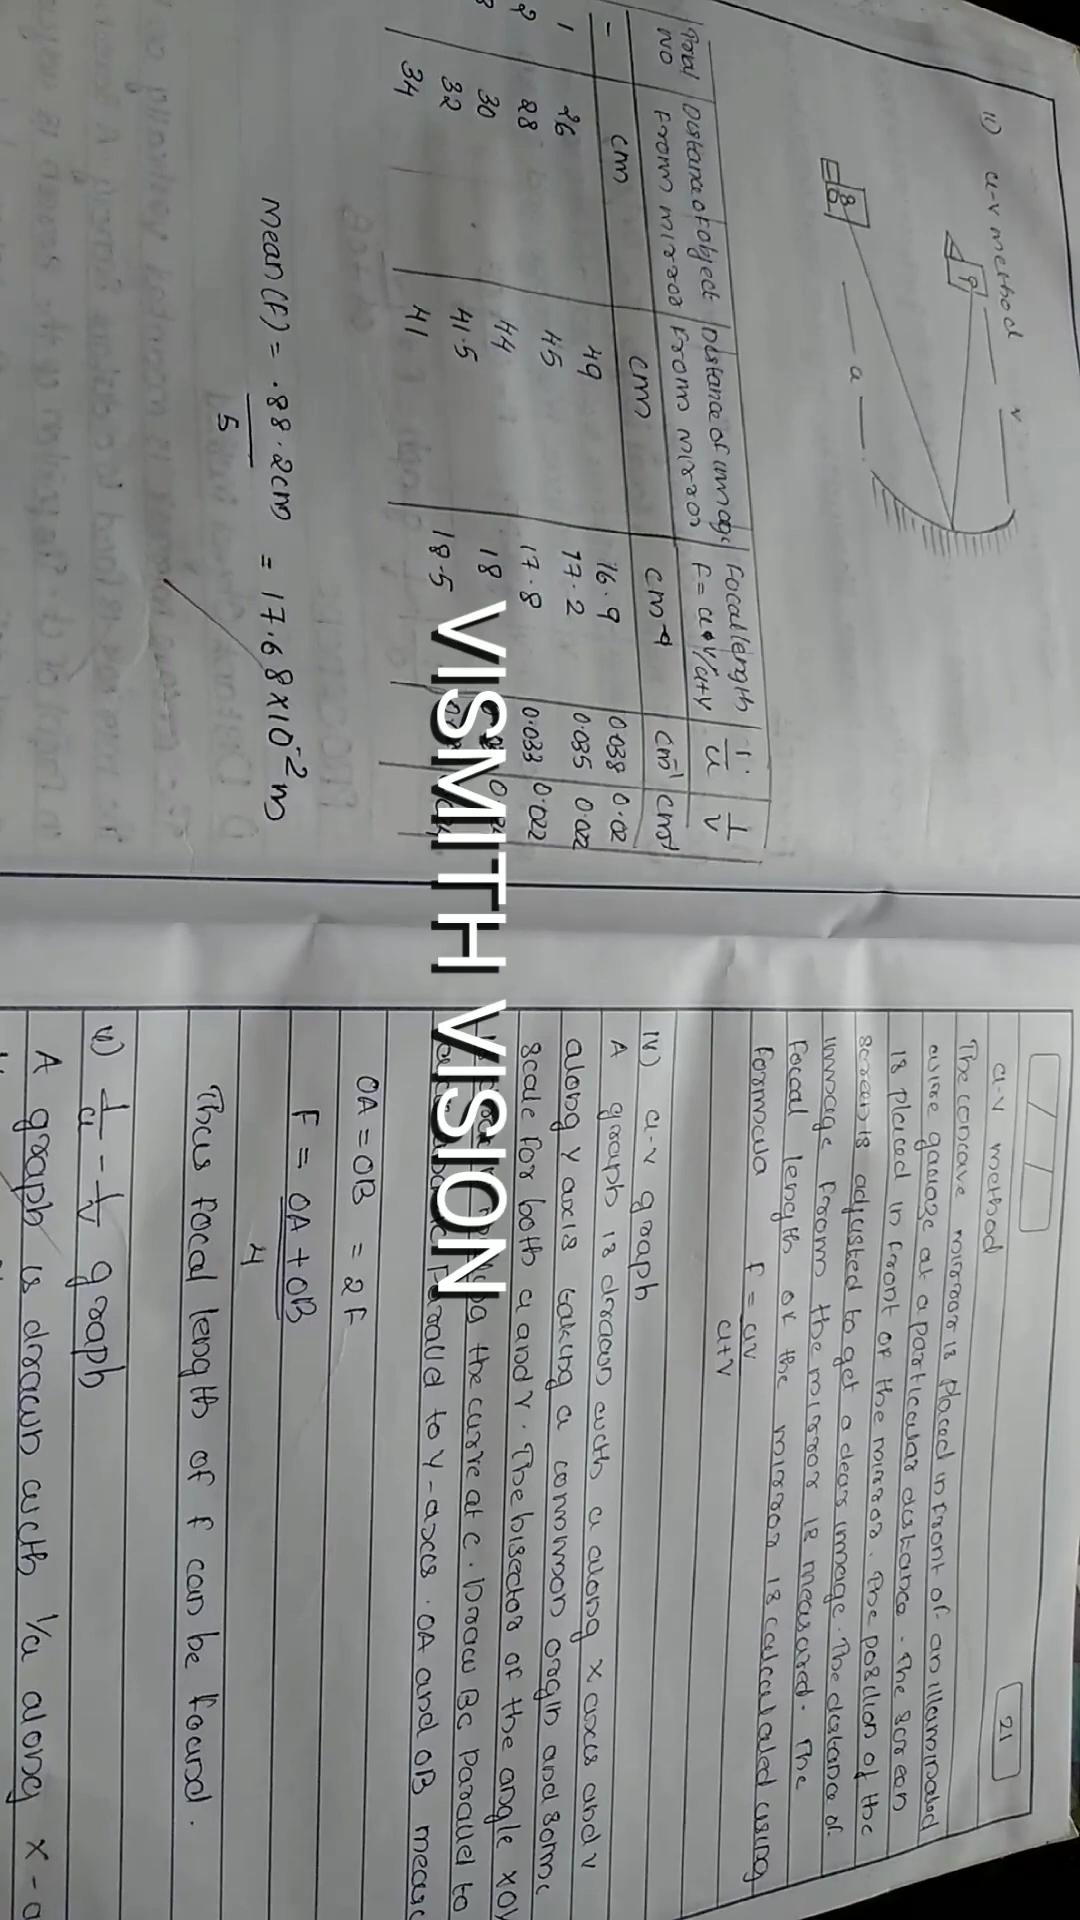 ii) u-v method
v
u
Trial Distance of object Distance of image Focal length 1/u 1/v
No From mirror From mirror F = u*v/u+v
- cm cm cm cm⁻¹ cm⁻¹
1 26 49 16.9 0.038 0.02
2 28 45 17.2 0.035 0.022
30 44 17.8 0.033 0.022
32 41.5 18
34 41 18.5
Mean (F) = 88.2cm/5 = 17.68x10⁻²m
VISMITH VISION
21
u-v method
The concave mirror is Placed in front of an illuminated
wire gauze at a particular distance. The screen
is placed in front of the mirror. The position of the
screen is adjusted to get a clear image. The distance of
image from the mirror is measured. The
Focal length of the mirror is calculated using
Formula f = uv/u+v
iv) u-v graph
A graph is drawn with u along x axis and v
along y axis taking a common origin and same
scale for both u and v. The bisector of the angle xoy
the curve at c. Draw BC parallel to
parallel to y-axis. OA and OB
OA = OB = 2F
F = OA + OB/4
Thus focal length of f can be found.
v) 1/u - 1/v graph
A graph is drawn with 1/u along x-a